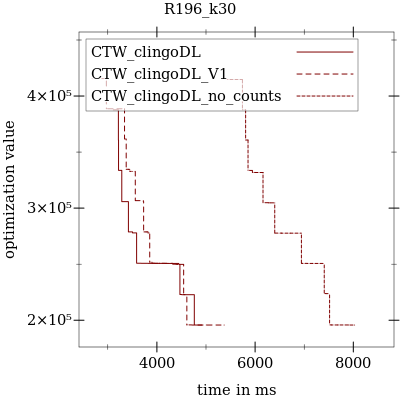 R196_k30
CTW_clingoDL
CTW_clingoDL_V1
CTW_clingoDL_no_counts
4×10⁵
3×10⁵
2×10⁵
optimization value
4000 6000 8000
time in ms